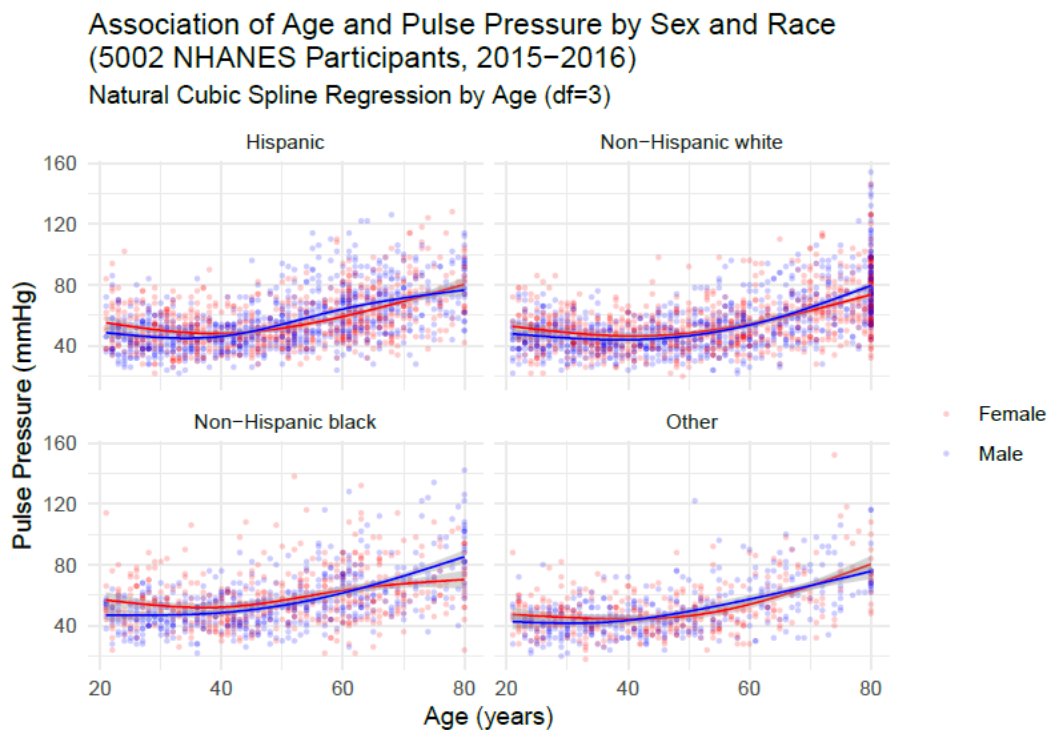 Association of Age and Pulse Pressure by Sex and Race
(5002 NHANES Participants, 2015−2016)
Natural Cubic Spline Regression by Age (df=3)
Hispanic
Non−Hispanic white
160
120
80
40
Non−Hispanic black
Other
160
120
80
40
20
40
60
80
20
40
60
80
Pulse Pressure (mmHg)
Age (years)
Female
Male